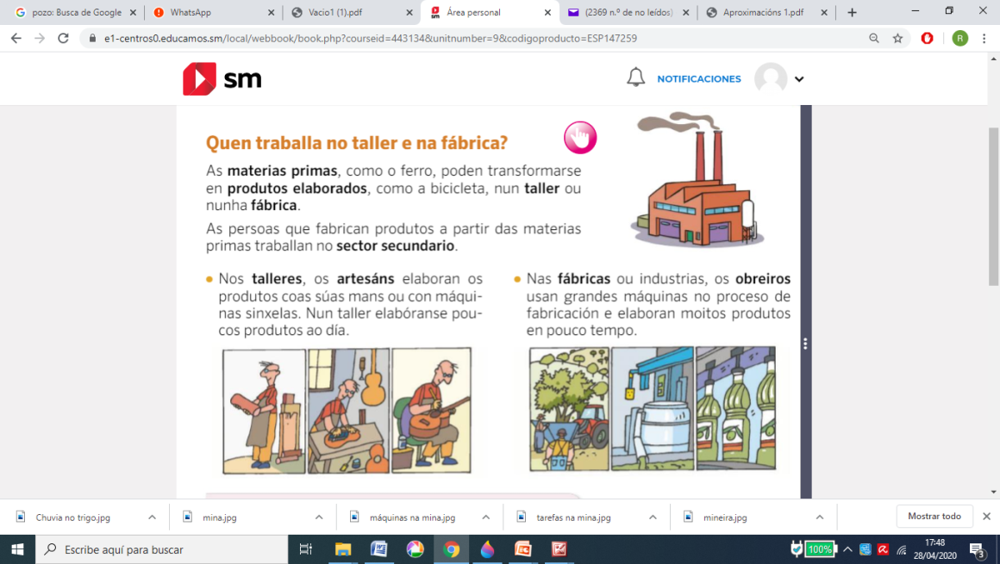 pozo: Busca de Google
WhatsApp
Vacio1 (1).pdf
Área personal
(2369 n.º de no leídos)
Aproximacións 1.pdf
e1-centros0.educamos.sm/local/webbook/book.php?courseid=443134&unitnumber=9&codigoproducto=ESP147259
R
sm
NOTIFICACIONES
Quen traballa no taller e na fábrica?
As materias primas, como o ferro, poden transformarse
en produtos elaborados, como a bicicleta, nun taller ou
nunha fábrica.
As persoas que fabrican produtos a partir das materias
primas traballan no sector secundario.
Nos talleres, os artesáns elaboran os
produtos coas súas mans ou con máqui-
nas sinxelas. Nun taller elabóranse pou-
cos produtos ao día.
Nas fábricas ou industrias, os obreiros
usan grandes máquinas no proceso de
fabricación e elaboran moitos produtos
en pouco tempo.
Chuvia no trigo.jpg
mina.jpg
máquinas na mina.jpg
tarefas na mina.jpg
mineira.jpg
Mostrar todo
Escribe aquí para buscar
100%
17:48
28/04/2020
3